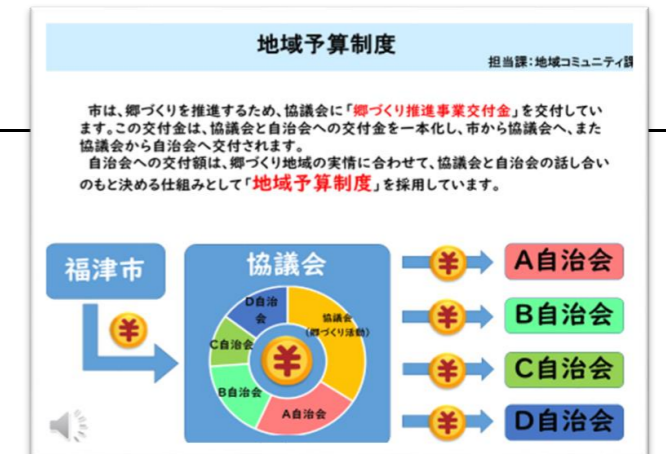 地域予算制度
担当課:地域コミュニティ課
市は、郷づくりを推進するため、協議会に「郷づくり推進事業交付金」を交付してい
ます。この交付金は、協議会と自治会への交付金を一本化し、市から協議会へ、また
協議会から自治会へ交付されます。
自治会への交付額は、郷づくり地域の実情に合わせて、協議会と自治会の話し合い
のもと決める仕組みとして「地域予算制度」を採用しています。
福津市
¥
協議会
D自治
会
協議会
(郷づくり活動)
C自治会
¥
B自治会
A自治会
¥
A自治会
¥
B自治会
¥
C自治会
¥
D自治会